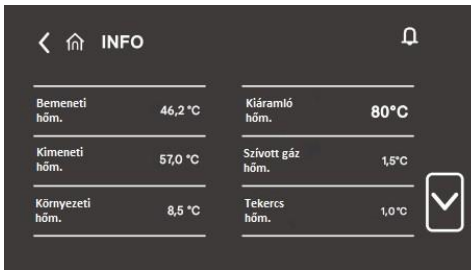 INFO
Bemeneti
hőm.
46,2 °C
Kiáramló
hőm.
80°C
Kimeneti
hőm.
57,0 °C
Szívott gáz
hőm.
1,5°C
Környezeti
hőm.
8,5 °C
Tekercs
hőm.
1,0°C